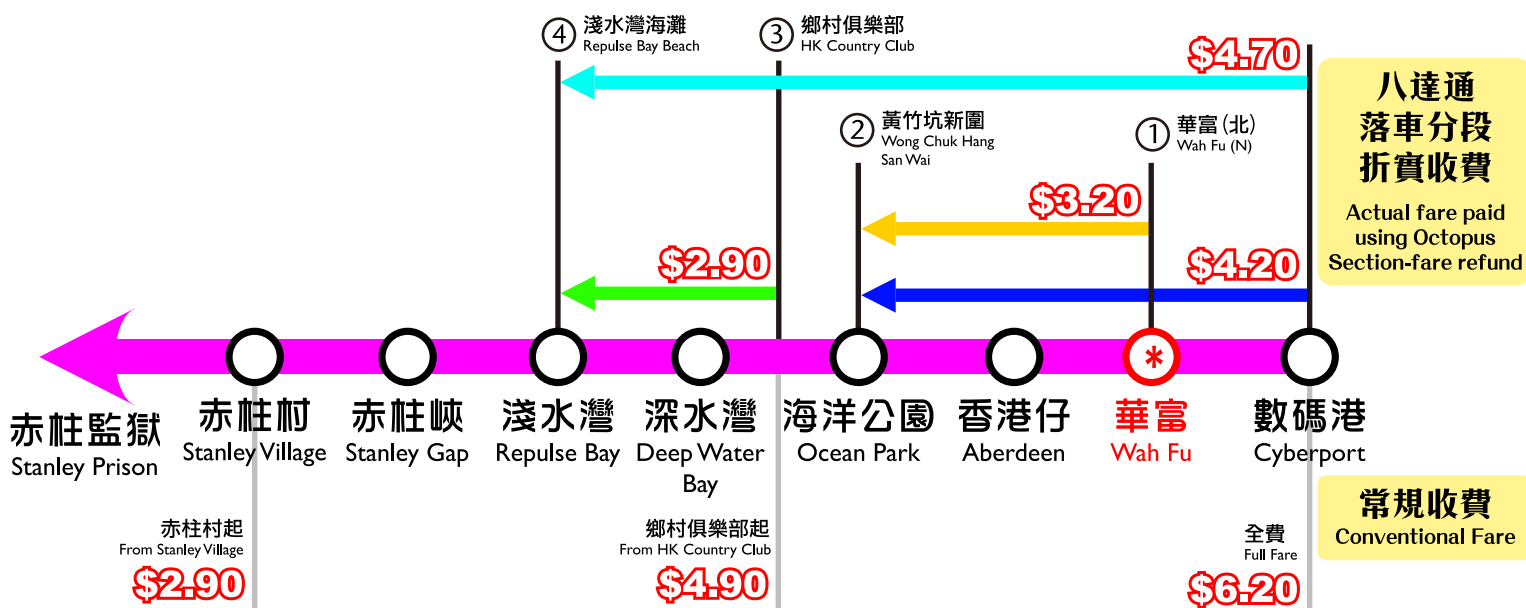 ④ 淺水灣海灘
Repulse Bay Beach
③ 鄉村俱樂部
HK Country Club
$4.70
② 黃竹坑新圍
Wong Chuk Hang
San Wai
① 華富(北)
Wah Fu (N)
八達通
落車分段
折實收費
Actual fare paid
using Octopus
Section-fare refund
$3.20
$2.90
$4.20
*
赤柱監獄
Stanley Prison
赤柱村
Stanley Village
赤柱峽
Stanley Gap
淺水灣
Repulse Bay
深水灣
Deep Water
Bay
海洋公園
Ocean Park
香港仔
Aberdeen
華富
Wah Fu
數碼港
Cyberport
赤柱村起
From Stanley Village
$2.90
鄉村俱樂部起
From HK Country Club
$4.90
全費
Full Fare
$6.20
常規收費
Conventional Fare